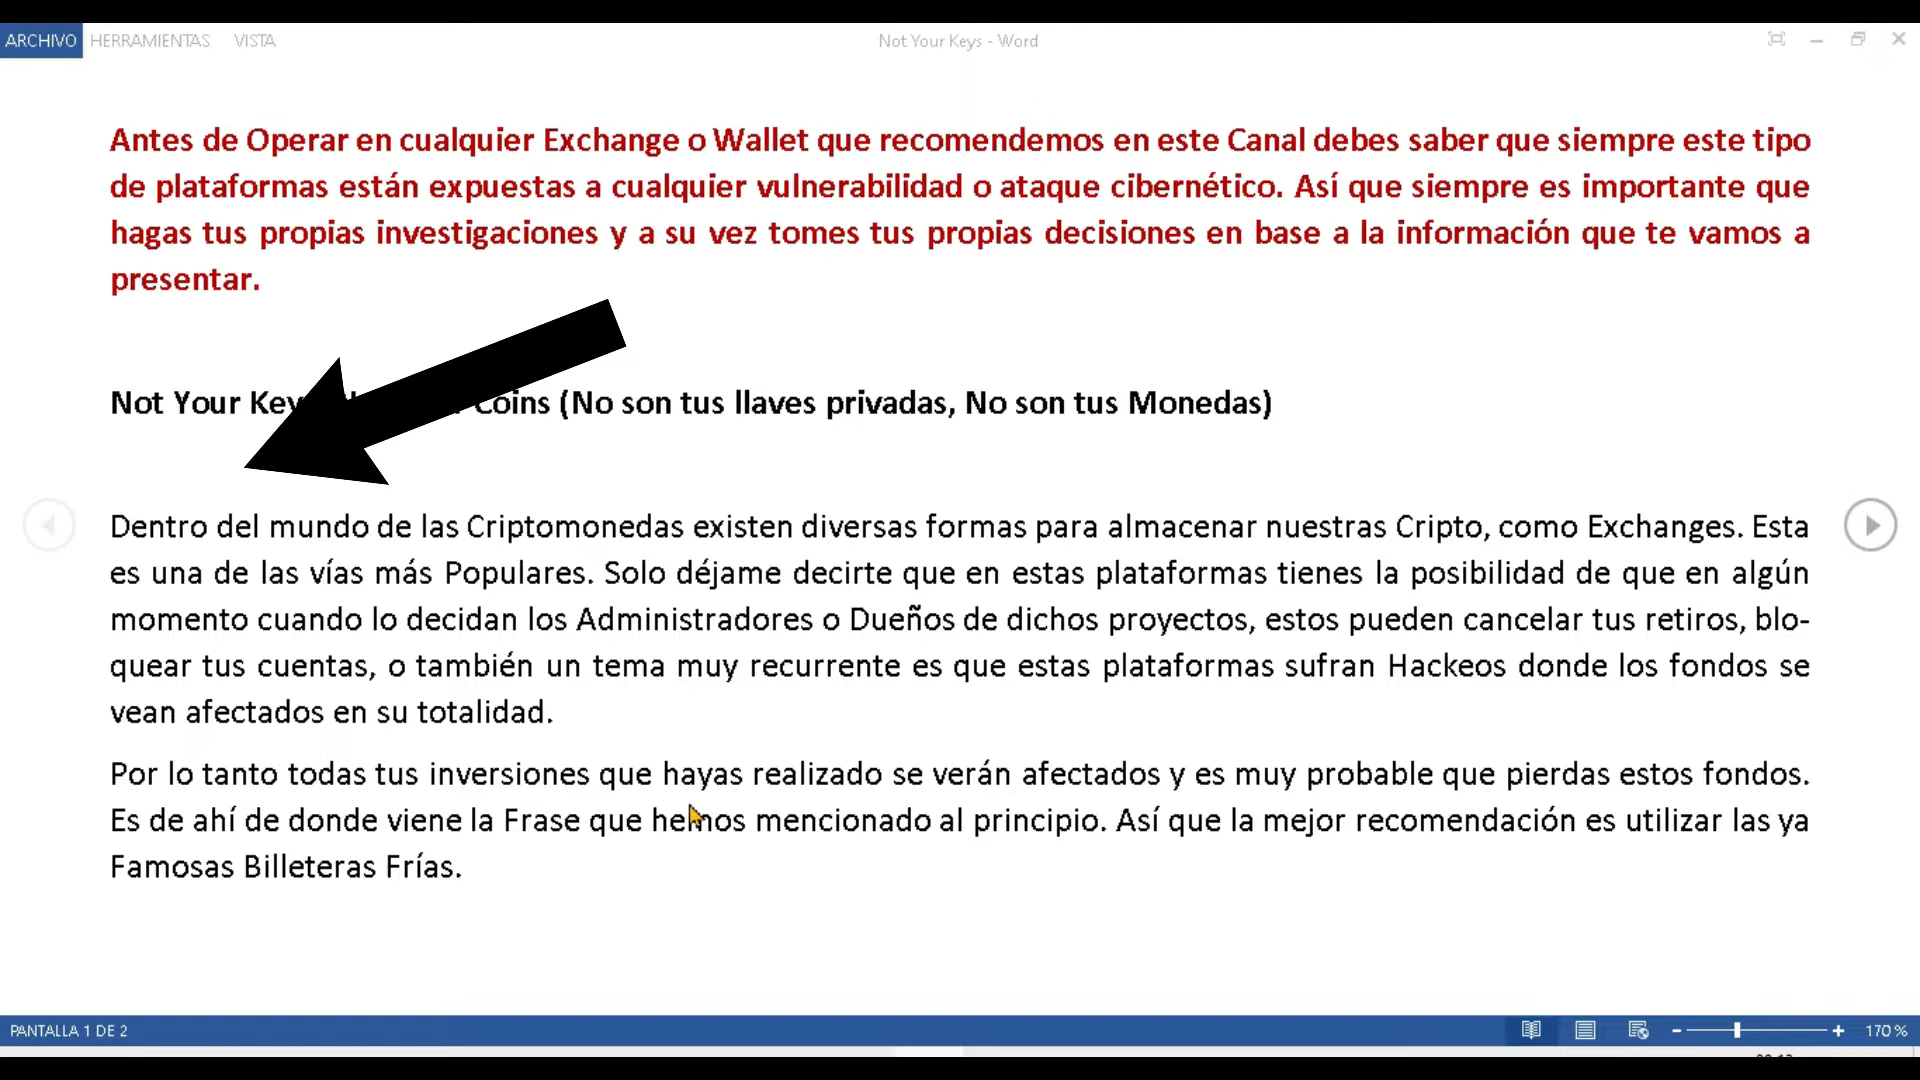 ARCHIVO HERRAMIENTAS VISTA Not Your Keys - Word
Antes de Operar en cualquier Exchange o Wallet que recomendemos en este Canal debes saber que siempre este tipo
de plataformas están expuestas a cualquier vulnerabilidad o ataque cibernético. Así que siempre es importante que
hagas tus propias investigaciones y a su vez tomes tus propias decisiones en base a la información que te vamos a
presentar.
Not Your Coins (No son tus llaves privadas, No son tus Monedas)
Dentro del mundo de las Criptomonedas existen diversas formas para almacenar nuestras Cripto, como Exchanges. Esta
es una de las vías más Populares. Solo déjame decirte que en estas plataformas tienes la posibilidad de que en algún
momento cuando lo decidan los Administradores o Dueños de dichos proyectos, estos pueden cancelar tus retiros, blo-
quear tus cuentas, o también un tema muy recurrente es que estas plataformas sufran Hackeos donde los fondos se
vean afectados en su totalidad.
Por lo tanto todas tus inversiones que hayas realizado se verán afectados y es muy probable que pierdas estos fondos.
Es de ahí de donde viene la Frase que hemos mencionado al principio. Así que la mejor recomendación es utilizar las ya
Famosas Billeteras Frías.
PANTALLA 1 DE 2 170 %